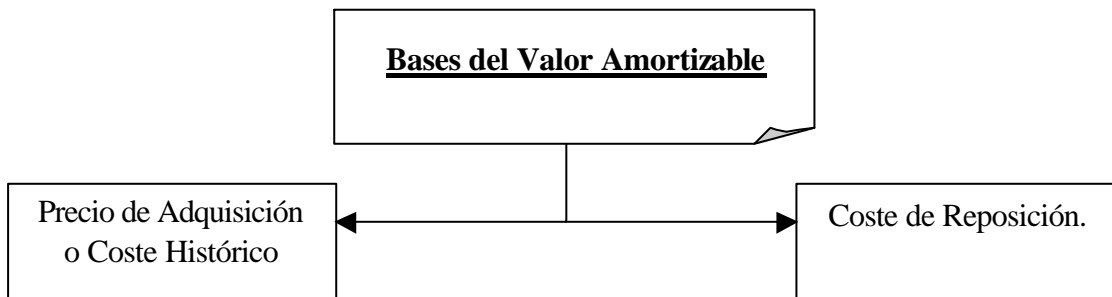 Bases del Valor Amortizable
Precio de Adquisición
o Coste Histórico
Coste de Reposición.